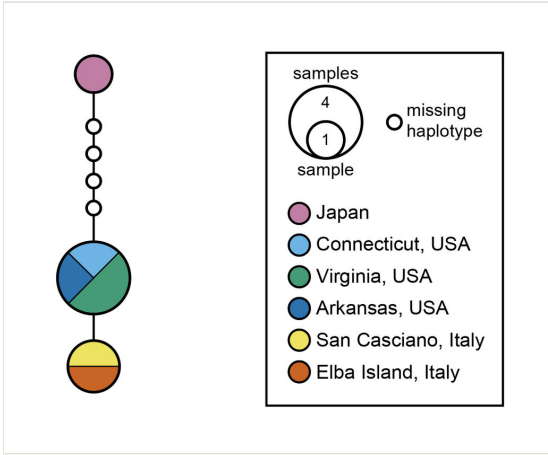 samples
4
1
sample
missing
haplotype
Japan
Connecticut, USA
Virginia, USA
Arkansas, USA
San Casciano, Italy
Elba Island, Italy